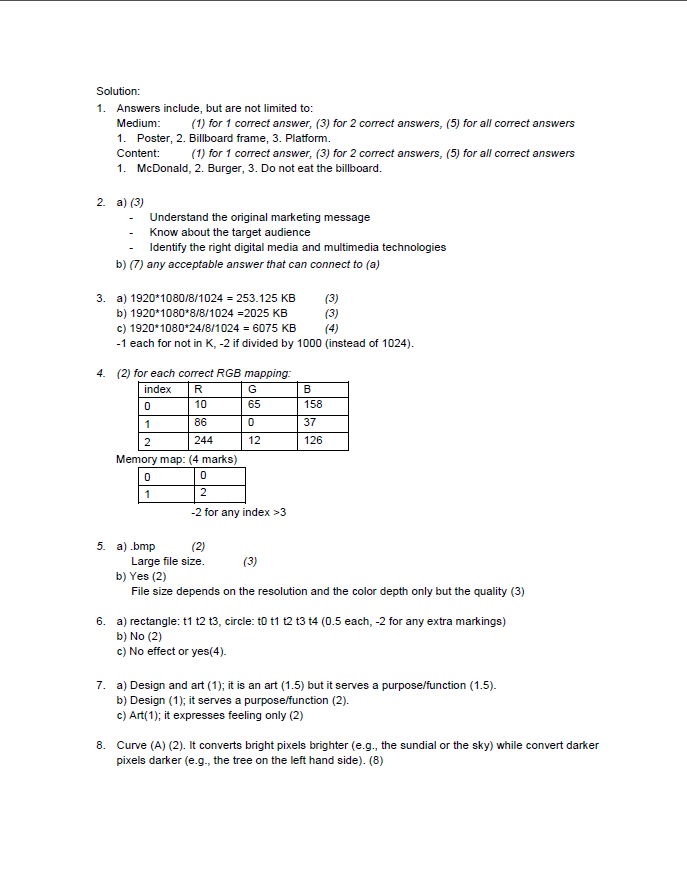 Solution:
1. Answers include, but are not limited to:
Medium: (1) for 1 correct answer, (3) for 2 correct answers, (5) for all correct answers
1. Poster, 2. Billboard frame, 3. Platform.
Content: (1) for 1 correct answer, (3) for 2 correct answers, (5) for all correct answers
1. McDonald, 2. Burger, 3. Do not eat the billboard.
2. a) (3)
- Understand the original marketing message
- Know about the target audience
- Identify the right digital media and multimedia technologies
b) (7) any acceptable answer that can connect to (a)
3. a) 1920*1080/8/1024 = 253.125 KB (3)
b) 1920*1080*8/8/1024 =2025 KB (3)
c) 1920*1080*24/8/1024 = 6075 KB (4)
-1 each for not in K, -2 if divided by 1000 (instead of 1024).
4. (2) for each correct RGB mapping:
index R G B
0 10 65 158
1 86 0 37
2 244 12 126
Memory map: (4 marks)
0 0
1 2
-2 for any index >3
5. a) .bmp (2)
Large file size. (3)
b) Yes (2)
File size depends on the resolution and the color depth only but the quality (3)
6. a) rectangle: t1 t2 t3, circle: t0 t1 t2 t3 t4 (0.5 each, -2 for any extra markings)
b) No (2)
c) No effect or yes(4).
7. a) Design and art (1); it is an art (1.5) but it serves a purpose/function (1.5).
b) Design (1); it serves a purpose/function (2).
c) Art(1); it expresses feeling only (2)
8. Curve (A) (2). It converts bright pixels brighter (e.g., the sundial or the sky) while convert darker
pixels darker (e.g., the tree on the left hand side). (8)